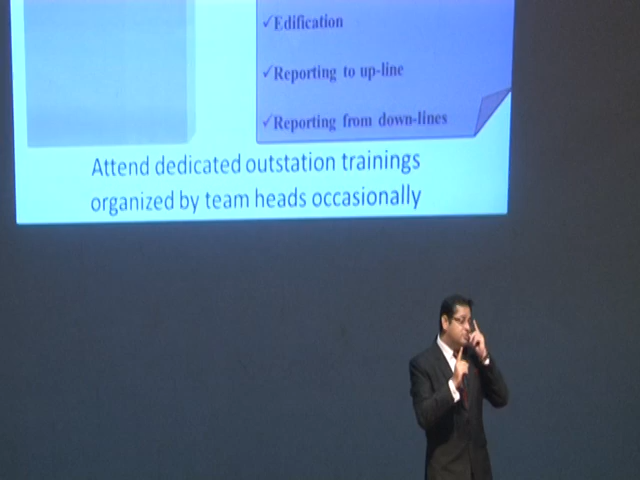 ✓Edification
✓Reporting to up-line
✓Reporting from down-lines
Attend dedicated outstation trainings
organized by team heads occasionally